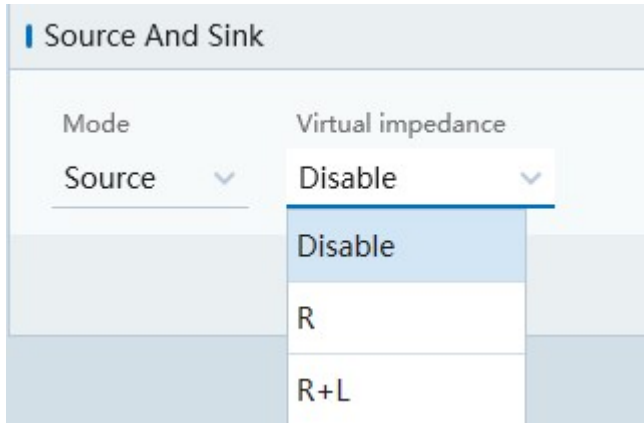 Source And Sink
Mode
Virtual impedance
Source
Disable
Disable
R
R+L